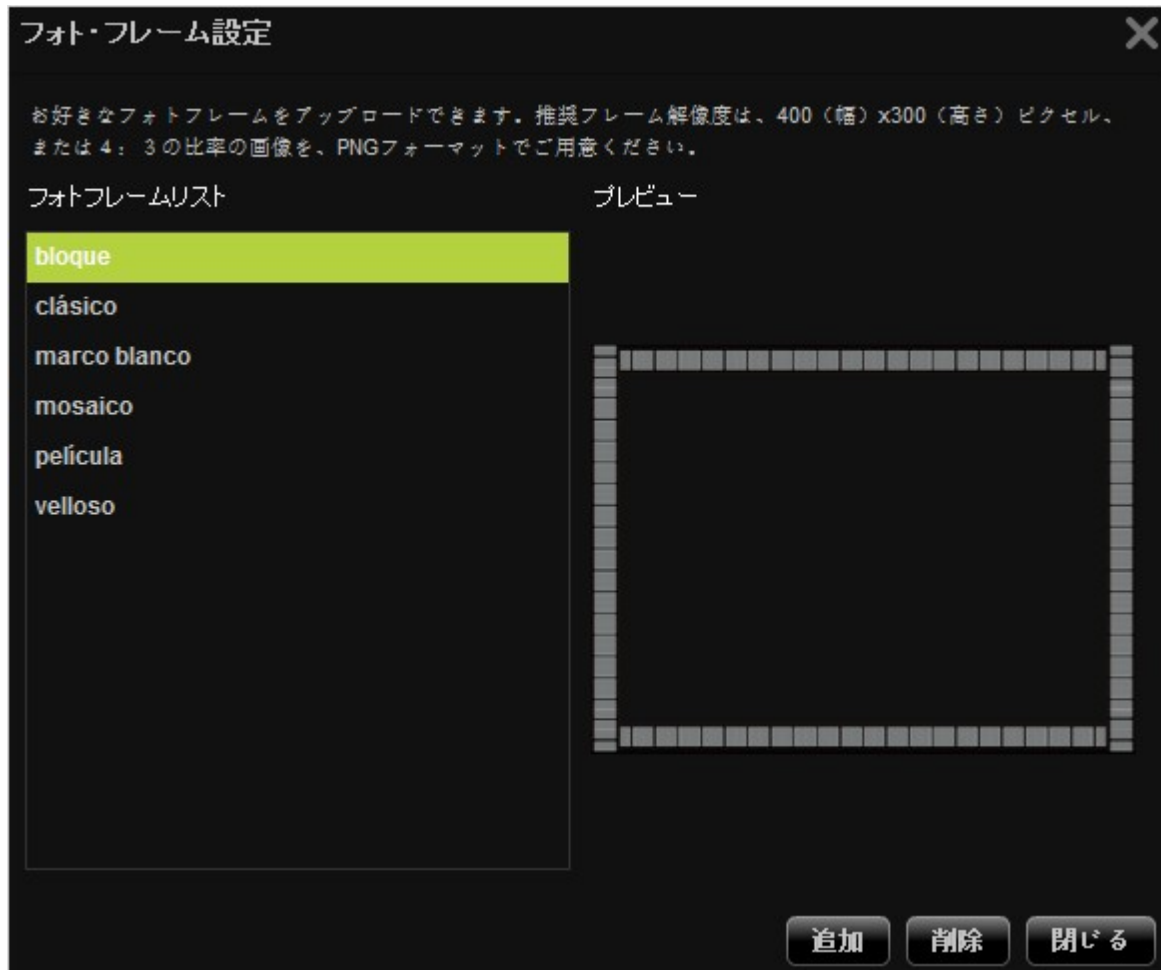 フォト・フレーム設定
お好きなフォトフレームをアップロードできます. 推奨フレーム解像度は、400（幅）x300（高さ）ピクセル、
または4：3の比率の画像を、PNGフォーマットでご用意ください.
フォトフレームリスト
プレビュー
bloque
clásico
marco blanco
mosaico
película
velloso
追加
削除
閉じる